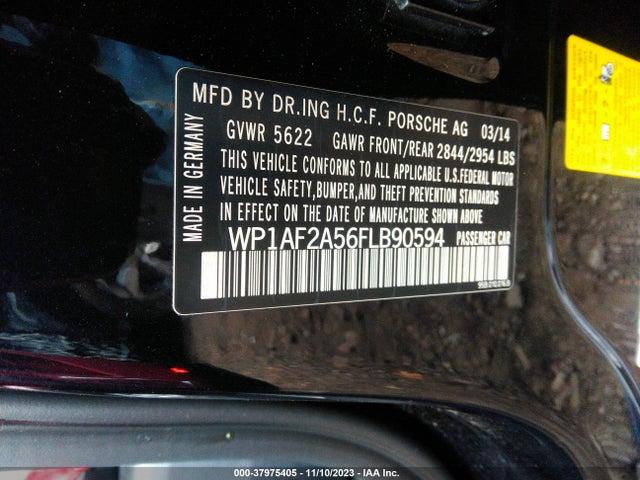 MFD BY DR.ING H.C.F. PORSCHE AG 03/14
GVWR 5622 GAWR FRONT/REAR 2844/2954 LBS
THIS VEHICLE CONFORMS TO ALL APPLICABLE U.S.FEDERAL MOTOR
VEHICLE SAFETY,BUMPER,AND THEFT PREVENTION STANDARDS
IN EFFECT ON THE DATE OF MANUFACTURE SHOWN ABOVE
WP1AF2A56FLB90594 PASSENGER CAR
MADE IN GERMANY
000-37975405 - 11/10/2023 - IAA Inc.